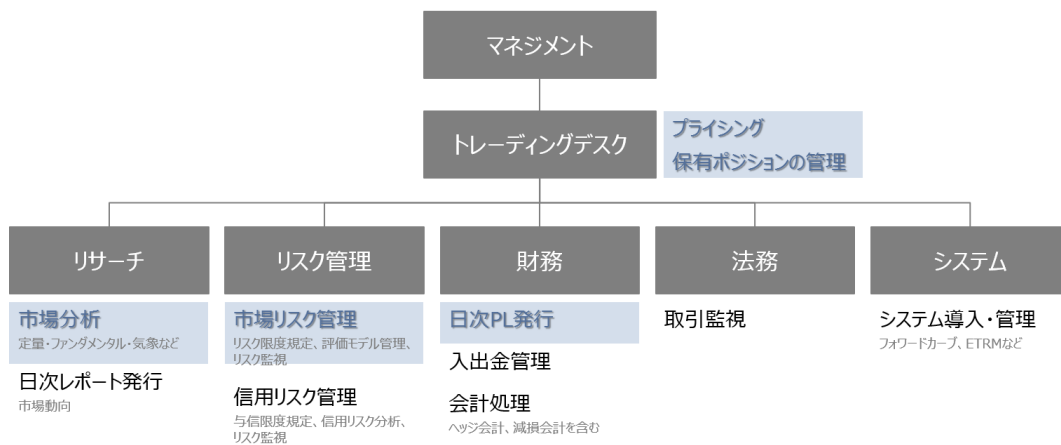 マネジメント
トレーディングデスク
プライシング
保有ポジションの管理
リサーチ
市場分析
定量・ファンダメンタル・気象など
日次レポート発行
市場動向
リスク管理
市場リスク管理
リスク限度規定、評価モデル管理、
リスク監視
信用リスク管理
与信限度規定、信用リスク分析、
リスク監視
財務
日次PL発行
入出金管理
会計処理
ヘッジ会計、減損会計を含む
法務
取引監視
システム
システム導入・管理
フォワードカーブ、ETRMなど